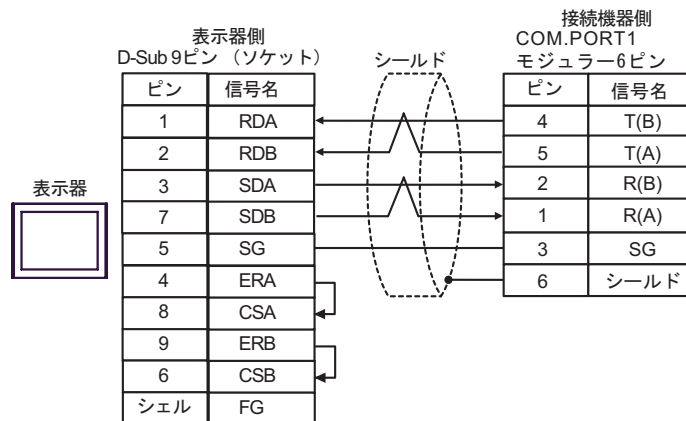 表示器側
D-Sub 9ピン （ソケット）
シールド
接続機器側
COM.PORT1
モジュラー6ピン
ピン 信号名
ピン 信号名
1 RDA
4 T(B)
2 RDB
5 T(A)
3 SDA
2 R(B)
7 SDB
1 R(A)
5 SG
3 SG
4 ERA
6 シールド
8 CSA
9 ERB
6 CSB
シェル FG
表示器